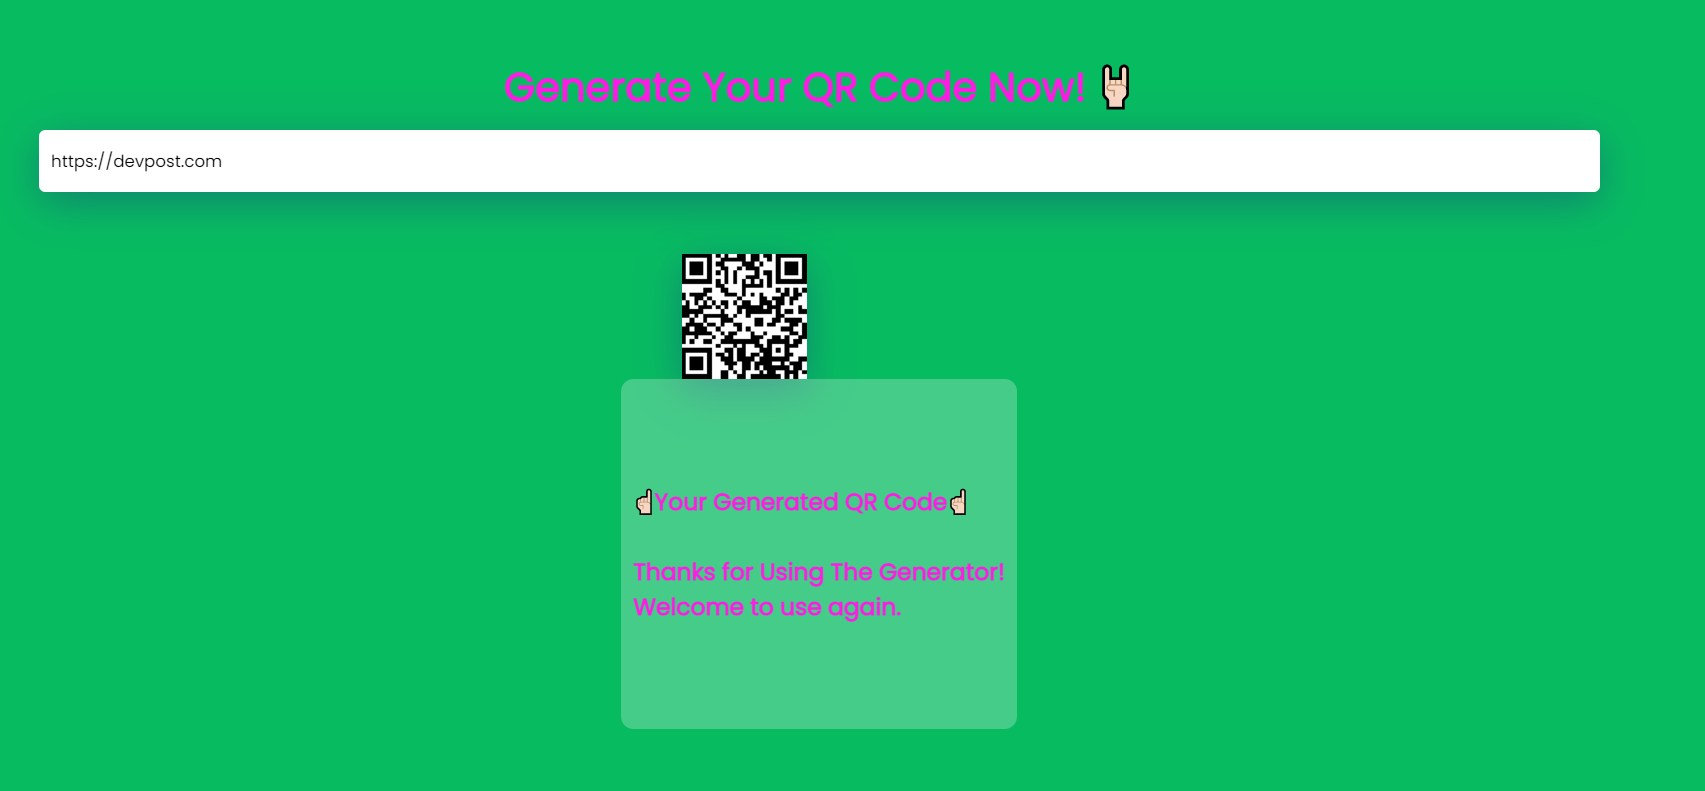 Generate Your QR Code Now! 🤘🏻
https://devpost.com
☝🏻Your Generated QR Code☝🏻
Thanks for Using The Generator!
Welcome to use again.